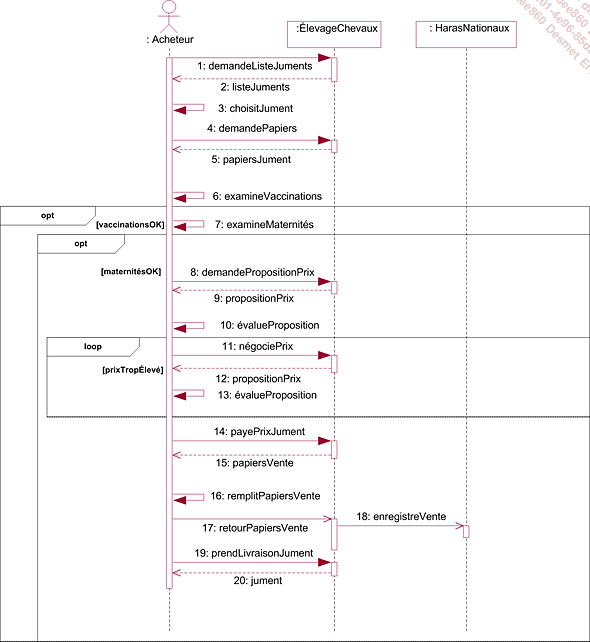 : Acheteur
:ÉlevageChevaux
: HarasNationaux
1: demandeListeJuments
2: listeJuments
3: choisitJument
4: demandePapiers
5: papiersJument
6: examineVaccinations
opt
[vaccinationsOK]
7: examineMaternités
opt
[maternitésOK]
8: demandePropositionPrix
9: propositionPrix
10: évalueProposition
loop
11: négociePrix
[prixTropÉlevé]
12: propositionPrix
13: évalueProposition
14: payePrixJument
15: papiersVente
16: remplitPapiersVente
18: enregistreVente
17: retourPapiersVente
19: prendLivraisonJument
20: jument